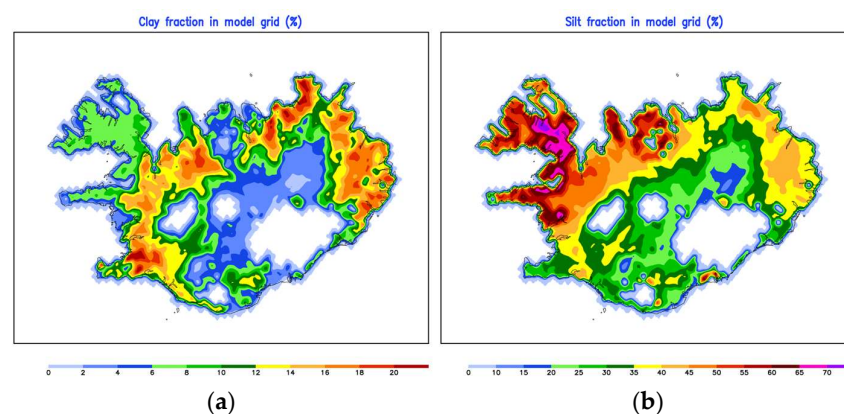 Clay fraction in model grid (%)
Silt fraction in model grid (%)
0 2 4 6 8 10 12 14 16 18 20
0 10 15 20 25 30 35 40 45 50 55 60 65 70
(a)
(b)